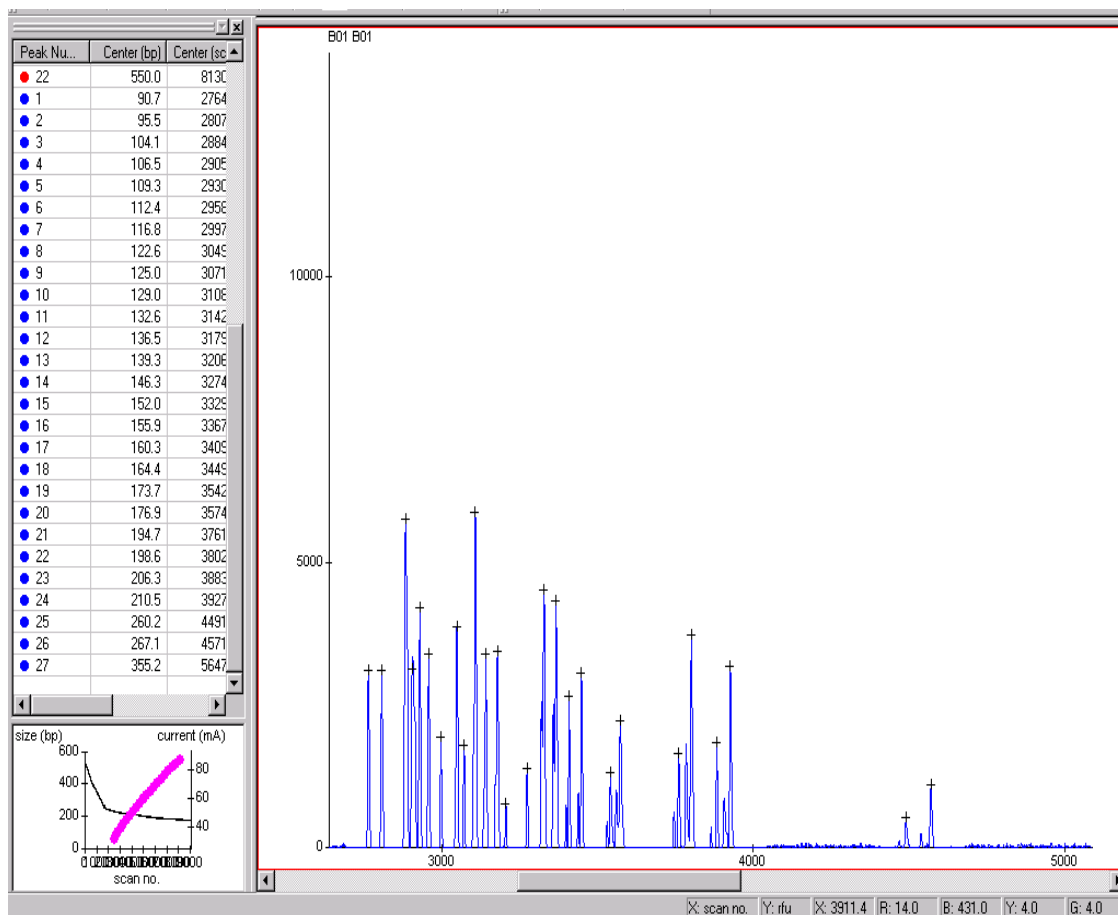 Peak Nu... Center (bp) Center (sc
22 550.0 8130
1 90.7 2764
2 95.5 2807
3 104.1 2884
4 106.5 2905
5 109.3 2930
6 112.4 2958
7 116.8 2997
8 122.6 3049
9 125.0 3071
10 129.0 3108
11 132.6 3142
12 136.5 3179
13 139.3 3206
14 146.3 3274
15 152.0 3329
16 155.9 3367
17 160.3 3409
18 164.4 3449
19 173.7 3542
20 176.9 3574
21 194.7 3761
22 198.6 3802
23 206.3 3883
24 210.5 3927
25 260.2 4491
26 267.1 4571
27 355.2 5647
size (bp) current (mA)
600
400
200
0
80
60
40
scan no.
B01 B01
10000
5000
0
3000 4000 5000
X: scan no. Y: rfu X: 3911.4 R: 14.0 B: 431.0 Y: 4.0 G: 4.0